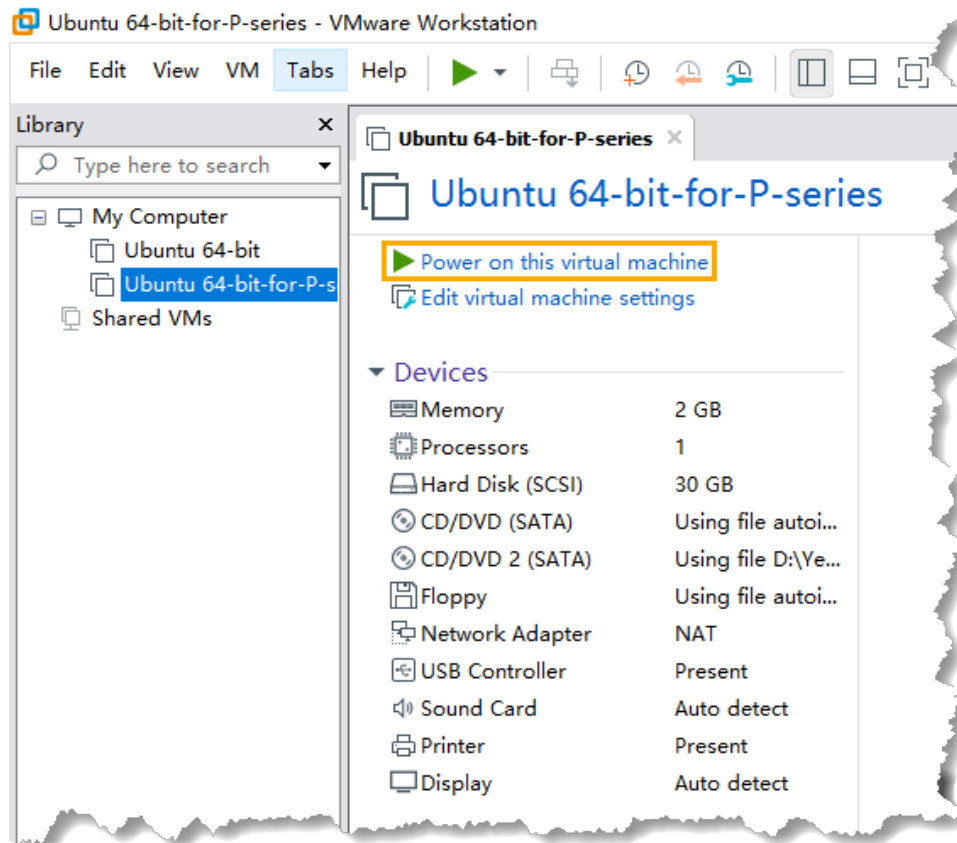 Ubuntu 64-bit-for-P-series - VMware Workstation
File Edit View VM Tabs Help
Library
Type here to search
My Computer
Ubuntu 64-bit
Ubuntu 64-bit-for-P-s
Shared VMs
Ubuntu 64-bit-for-P-series
Ubuntu 64-bit-for-P-series
Power on this virtual machine
Edit virtual machine settings
Devices
Memory 2 GB
Processors 1
Hard Disk (SCSI) 30 GB
CD/DVD (SATA) Using file autoi...
CD/DVD 2 (SATA) Using file D:\Ye...
Floppy Using file autoi...
Network Adapter NAT
USB Controller Present
Sound Card Auto detect
Printer Present
Display Auto detect